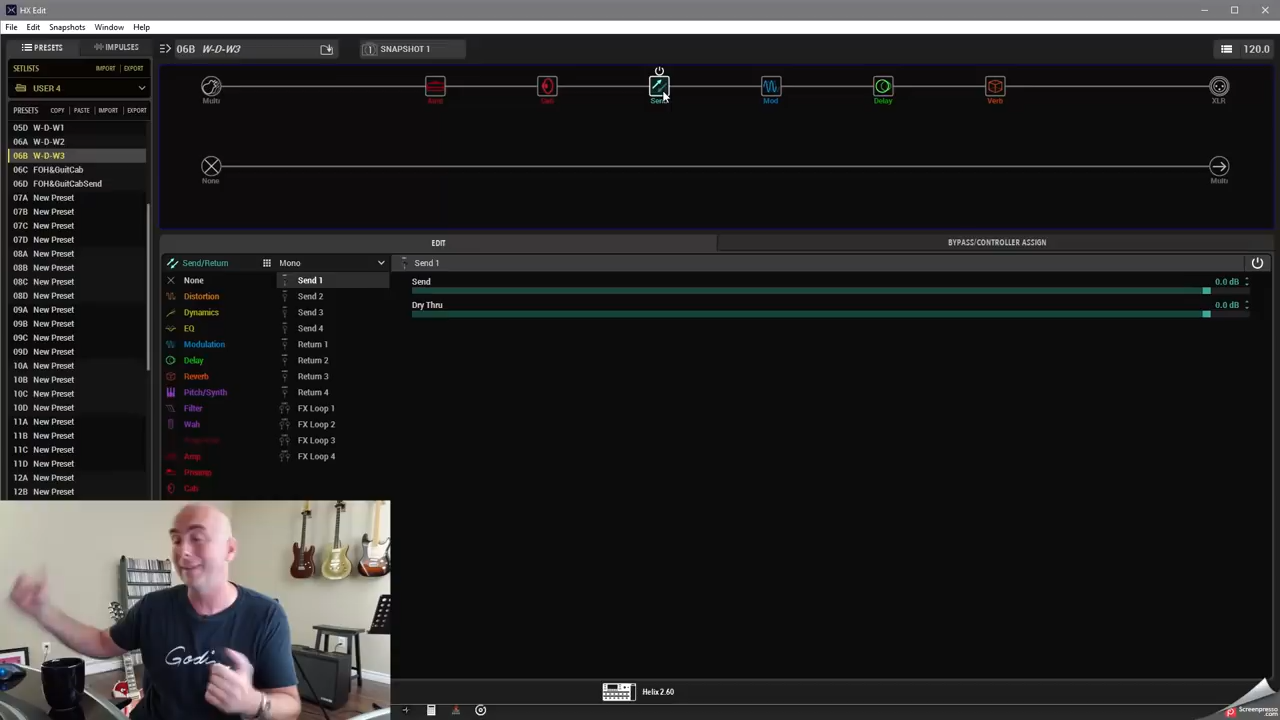 HX Edit
File Edit Snapshots Window Help
PRESETS IMPULSES
06B W-D-W3
1 SNAPSHOT 1
120.0
SETLISTS IMPORT EXPORT
USER 4
PRESETS COPY PASTE IMPORT EXPORT
05D W-D-W1
06A W-D-W2
06B W-D-W3
06C FOH&GuitCab
06D FOH&GuitCabSend
07A New Preset
07B New Preset
07C New Preset
07D New Preset
08A New Preset
08B New Preset
08C New Preset
08D New Preset
09A New Preset
09B New Preset
09C New Preset
09D New Preset
10A New Preset
10B New Preset
10C New Preset
10D New Preset
11A New Preset
11B New Preset
11C New Preset
11D New Preset
12A New Preset
12B New Preset
Multi Send Mod Delay Verb XLR
None Multi
EDIT BYPASS/CONTROLLER ASSIGN
Send/Return Mono Send 1
None
Distortion
Dynamics
EQ
Modulation
Delay
Reverb
Pitch/Synth
Filter
Wah
Amp
Preamp
Cab
Send 1
Send 2
Send 3
Send 4
Return 1
Return 2
Return 3
Return 4
FX Loop 1
FX Loop 2
FX Loop 3
FX Loop 4
Send 0.0 dB
Dry Thru 0.0 dB
Godin
Helix 2.60
Screenpresso
.com